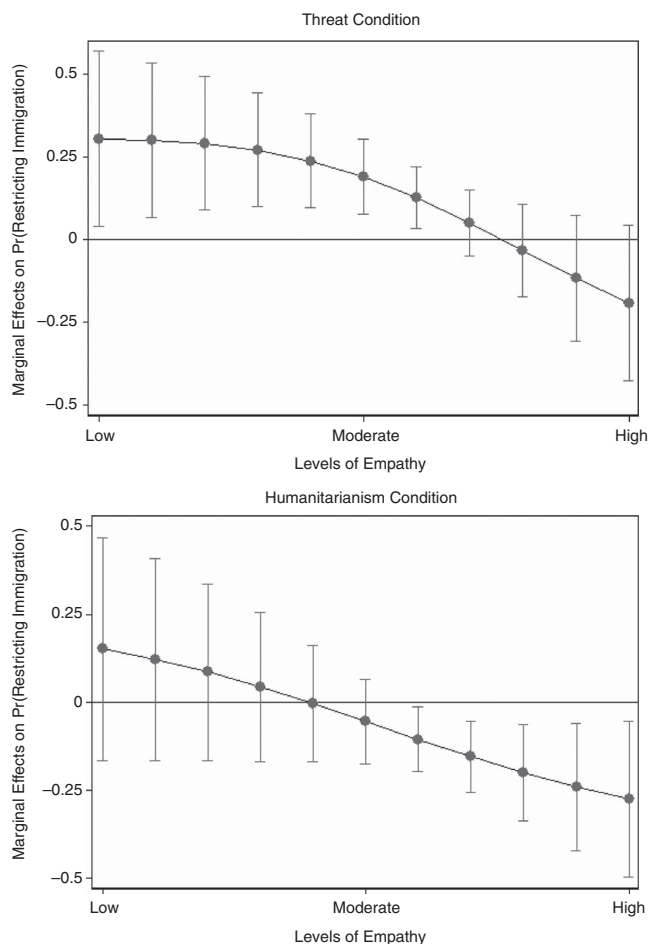 Threat Condition
Marginal Effects on Pr(Restricting Immigration)
0.5
0.25
0
−0.25
−0.5
Low
Moderate
High
Levels of Empathy
Humanitarianism Condition
Marginal Effects on Pr(Restricting Immigration)
0.5
0.25
0
−0.25
−0.5
Low
Moderate
High
Levels of Empathy